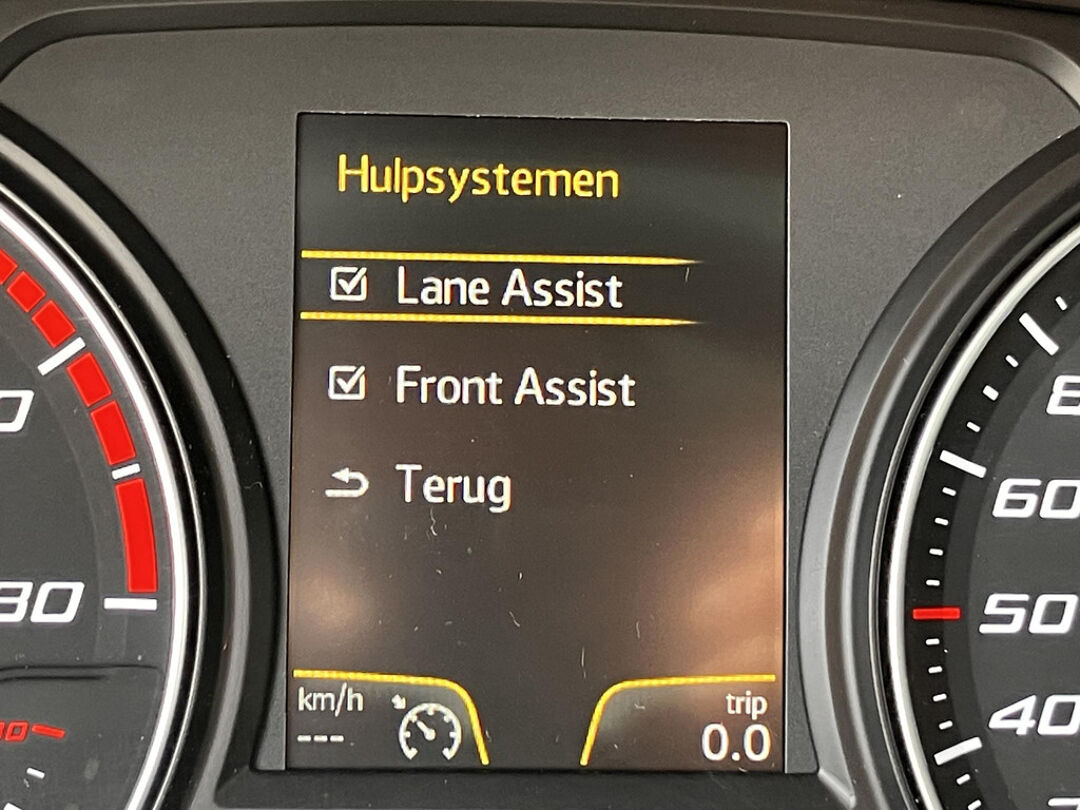 Hulpsystemen
Lane Assist
Front Assist
Terug
km/h
---
trip
0.0
60
50
40